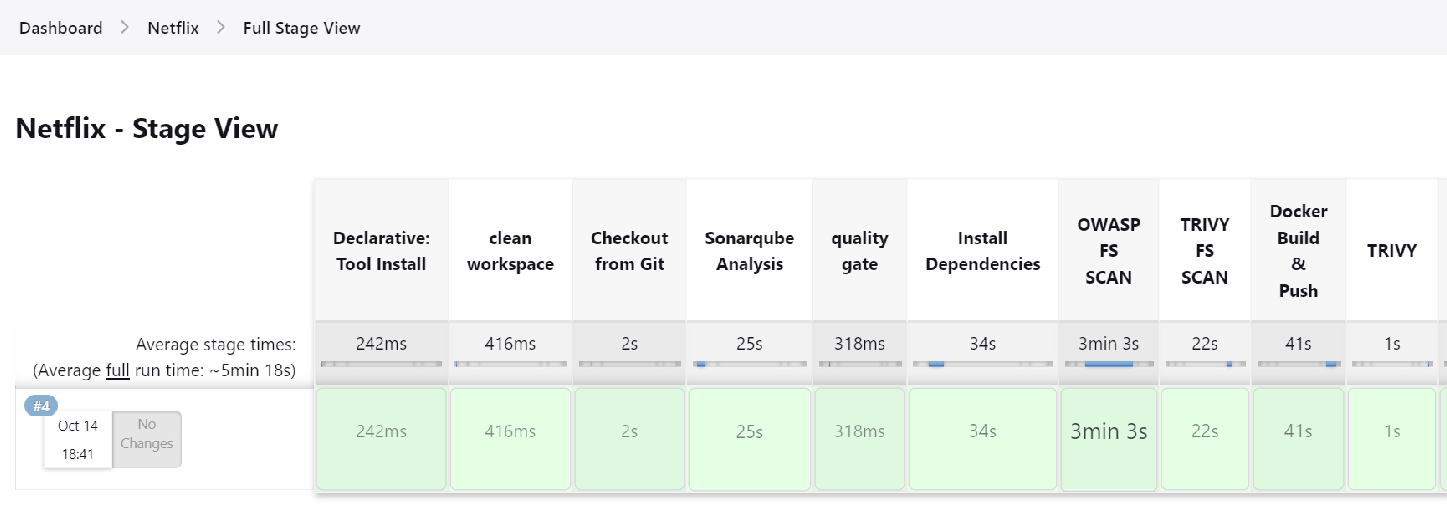 Dashboard > Netflix > Full Stage View
Netflix - Stage View
Declarative:
Tool Install
clean
workspace
Checkout
from Git
Sonarqube
Analysis
quality
gate
Install
Dependencies
OWASP
FS
SCAN
TRIVY
FS
SCAN
Docker
Build
&
Push
TRIVY
Average stage times:
(Average full run time: ~5min 18s)
242ms 416ms 2s 25s 318ms 34s 3min 3s 22s 41s 1s
#4
Oct 14
18:41
No
Changes
242ms 416ms 2s 25s 318ms 34s 3min 3s 22s 41s 1s